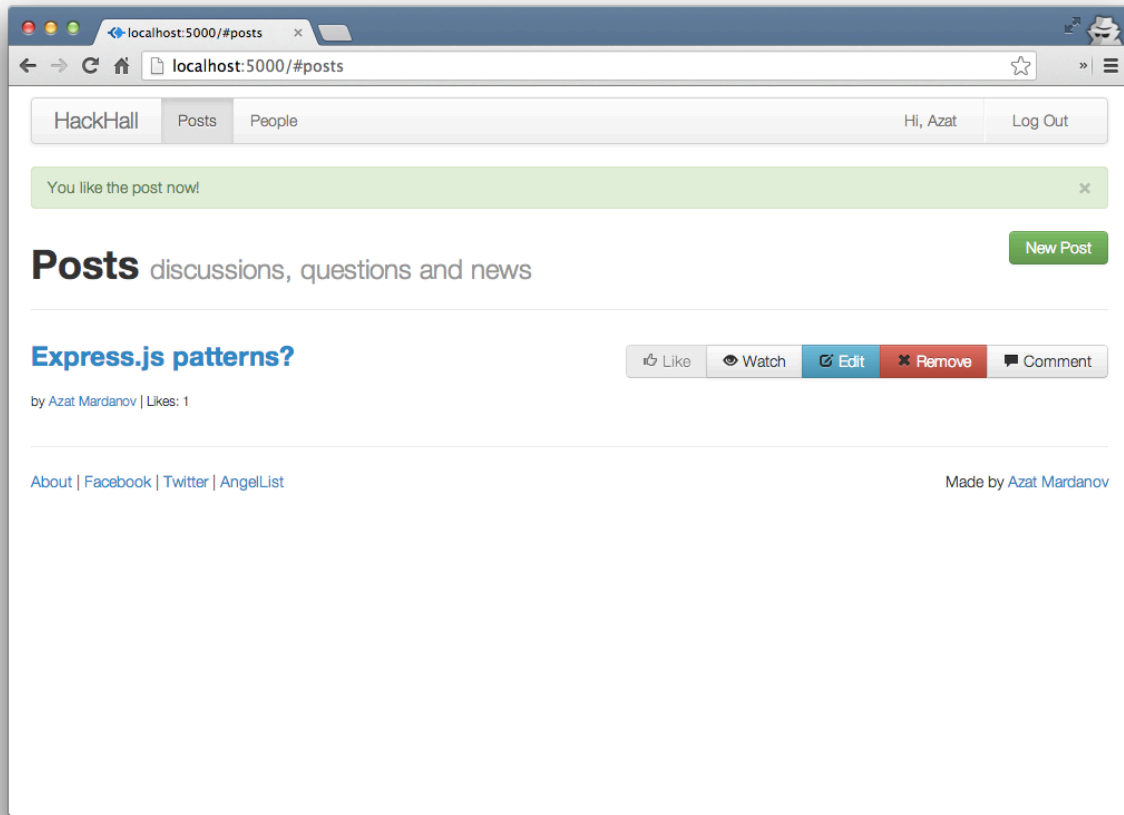 localhost:5000/#posts ×
localhost:5000/#posts »
HackHall Posts People Hi, Azat Log Out
You like the post now! ×
New Post
Posts discussions, questions and news
Express.js patterns?
Like Watch Edit Remove Comment
by Azat Mardanov | Likes: 1
About | Facebook | Twitter | AngelList Made by Azat Mardanov